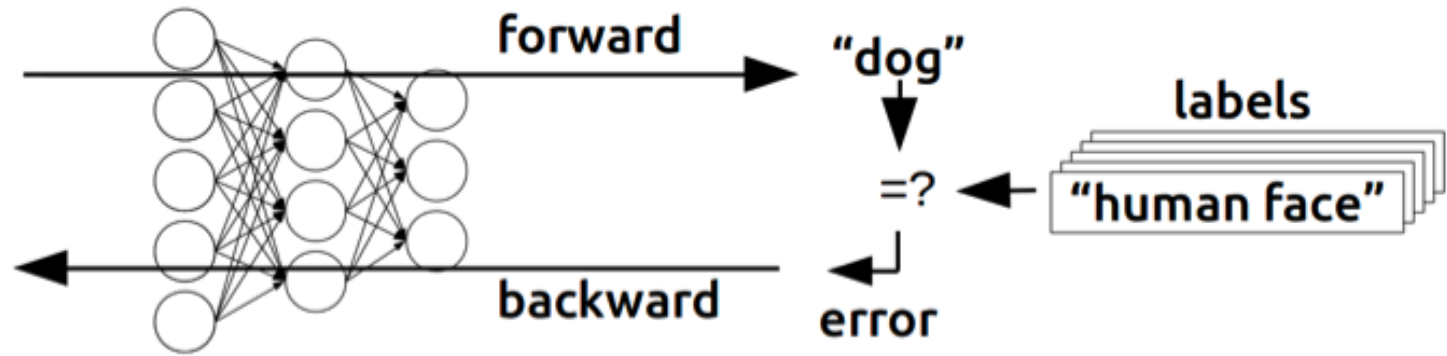 forward
“dog”
labels
=?
“human face”
backward
error